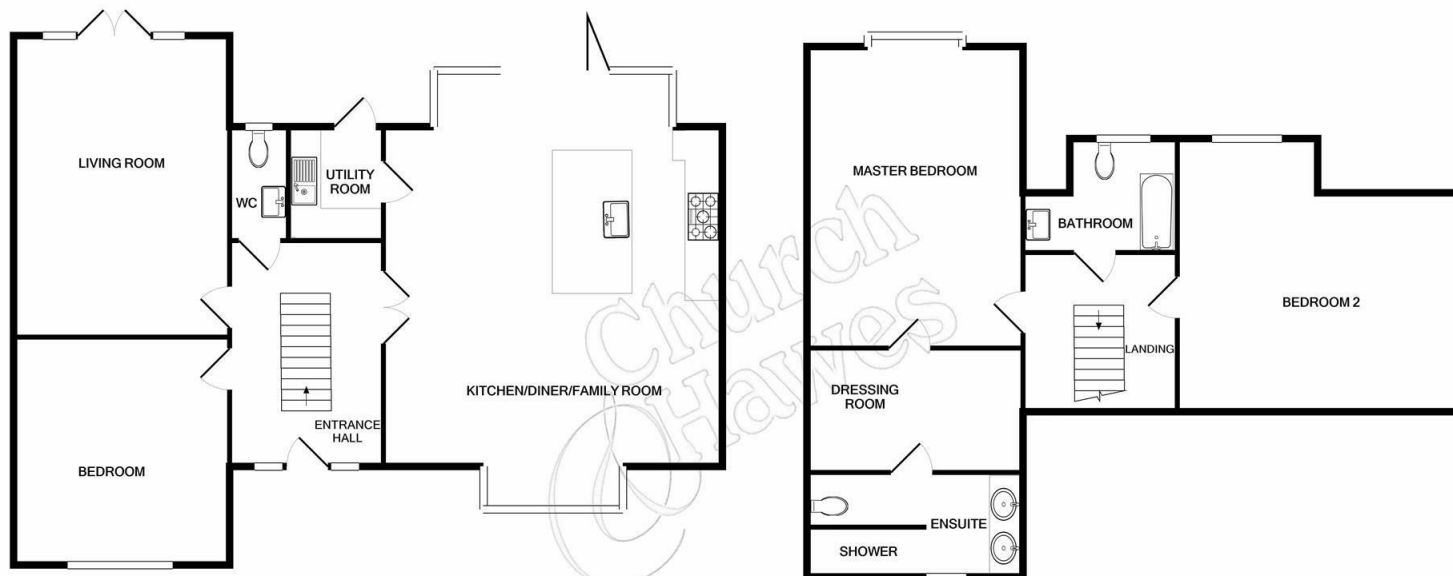 LIVING ROOM
WC
UTILITY
ROOM
KITCHEN/DINER/FAMILY ROOM
ENTRANCE
HALL
BEDROOM
MASTER BEDROOM
BATHROOM
BEDROOM 2
LANDING
DRESSING
ROOM
ENSUITE
SHOWER
Church
& Hawes